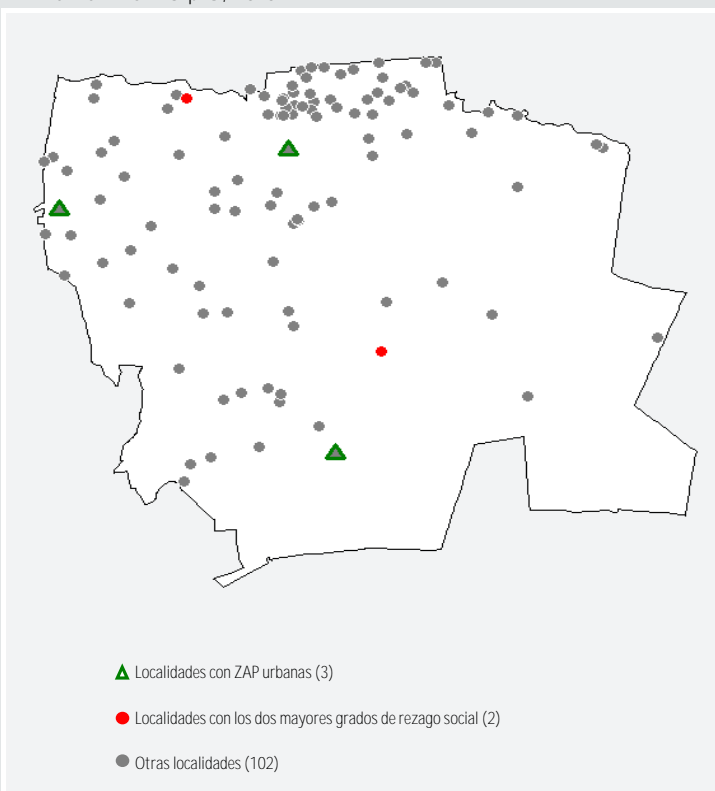 Localidades con ZAP urbanas (3)
Localidades con los dos mayores grados de rezago social (2)
Otras localidades (102)